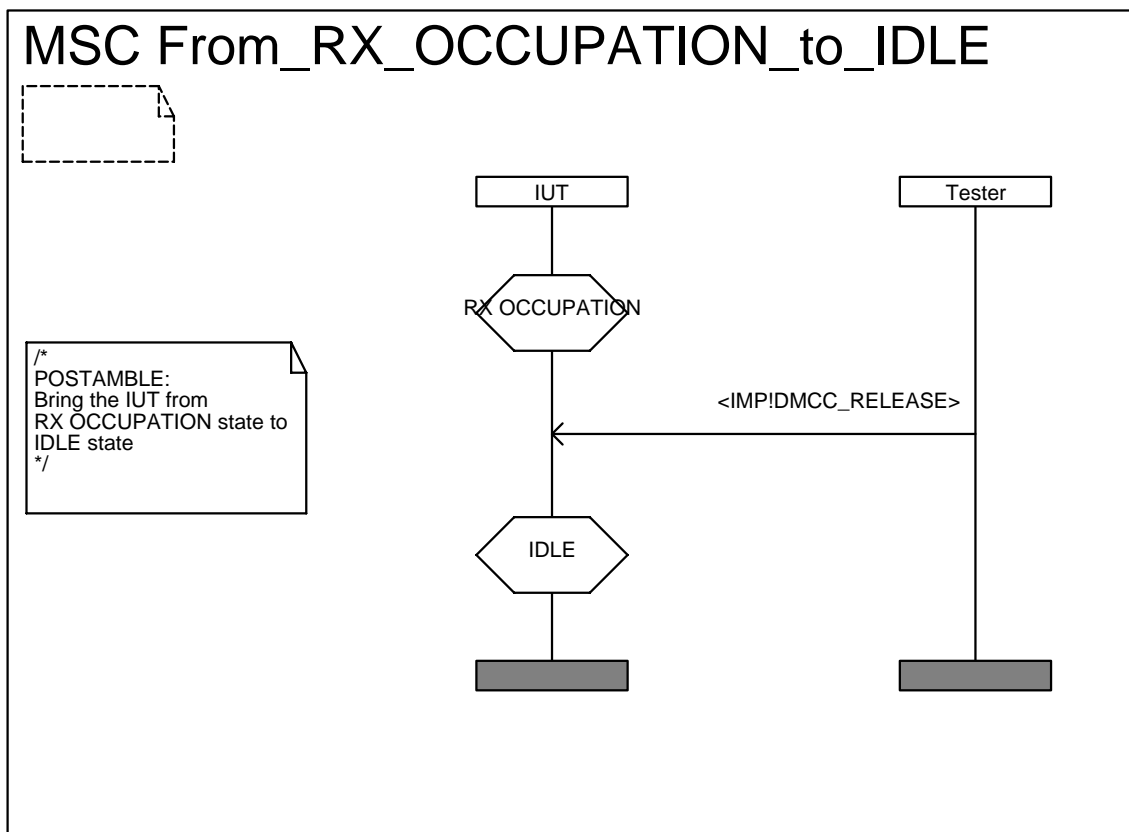 MSC From_RX_OCCUPATION_to_IDLE
IUT
Tester
RX OCCUPATION
/*
POSTAMBLE:
Bring the IUT from
RX OCCUPATION state to
IDLE state
*/
<IMP!DMCC_RELEASE>
IDLE